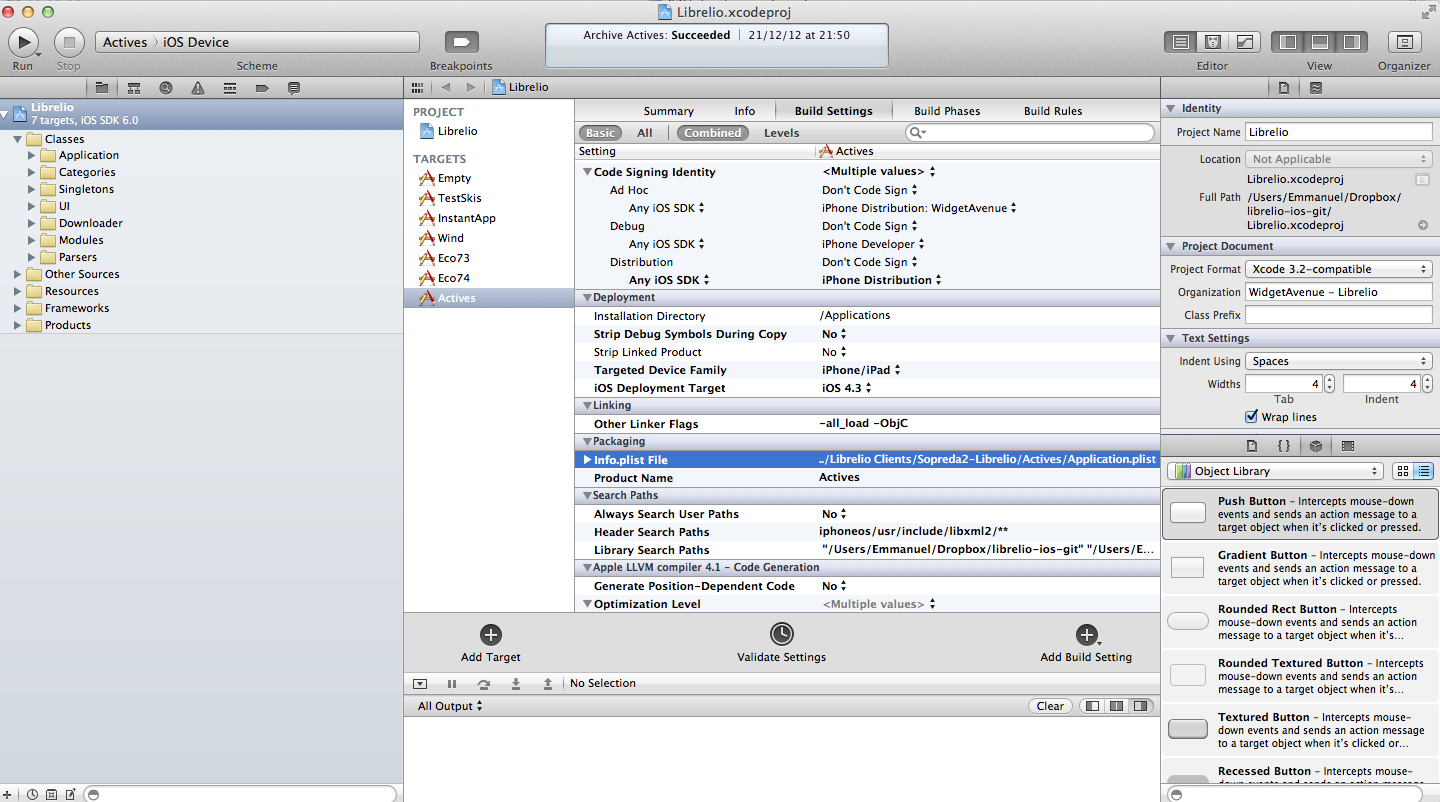 Librelio.xcodeproj
Actives › iOS Device
Archive Actives: Succeeded | 21/12/12 at 21:50
Run
Stop
Scheme
Breakpoints
Editor
View
Organizer
Librelio
7 targets, iOS SDK 6.0
Classes
Application
Categories
Singletons
UI
Downloader
Modules
Parsers
Other Sources
Resources
Frameworks
Products
Librelio
PROJECT
Librelio
TARGETS
Empty
TestSkis
InstantApp
Wind
Eco73
Eco74
Actives
Summary Info Build Settings Build Phases Build Rules
Basic All Combined Levels
Setting Actives
Code Signing Identity <Multiple values>
Ad Hoc Don't Code Sign
Any iOS SDK iPhone Distribution: WidgetAvenue
Debug Don't Code Sign
Any iOS SDK iPhone Developer
Distribution Don't Code Sign
Any iOS SDK iPhone Distribution
Deployment
Installation Directory /Applications
Strip Debug Symbols During Copy No
Strip Linked Product No
Targeted Device Family iPhone/iPad
iOS Deployment Target iOS 4.3
Linking
Other Linker Flags -all_load -ObjC
Packaging
Info.plist File ../Librelio Clients/Sopreda2-Librelio/Actives/Application.plist
Product Name Actives
Search Paths
Always Search User Paths No
Header Search Paths iphoneos/usr/include/libxml2/**
Library Search Paths "/Users/Emmanuel/Dropbox/librelio-ios-git" "/Users/E...
Apple LLVM compiler 4.1 - Code Generation
Generate Position-Dependent Code No
Optimization Level <Multiple values>
Add Target
Validate Settings
Add Build Setting
No Selection
All Output
Clear
Identity
Project Name Librelio
Location Not Applicable
Librelio.xcodeproj
Full Path /Users/Emmanuel/Dropbox/
librelio-ios-git/
Librelio.xcodeproj
Project Document
Project Format Xcode 3.2-compatible
Organization WidgetAvenue - Librelio
Class Prefix
Text Settings
Indent Using Spaces
Widths 4 4
Tab Indent
Wrap lines
Object Library
Push Button - Intercepts mouse-down
events and sends an action message to a
target object when it's clicked or pressed.
Gradient Button - Intercepts mouse-down
events and sends an action message to a
target object when it's clicked or pressed.
Rounded Rect Button - Intercepts
mouse-down events and sends an action
message to a target object when it's...
Rounded Textured Button - Intercepts
mouse-down events and sends an action
message to a target object when it's...
Textured Button - Intercepts mouse-
down events and sends an action message
to a target object when it's clicked or...
Recessed Button - Intercepts mouse-
down events and sends an action message